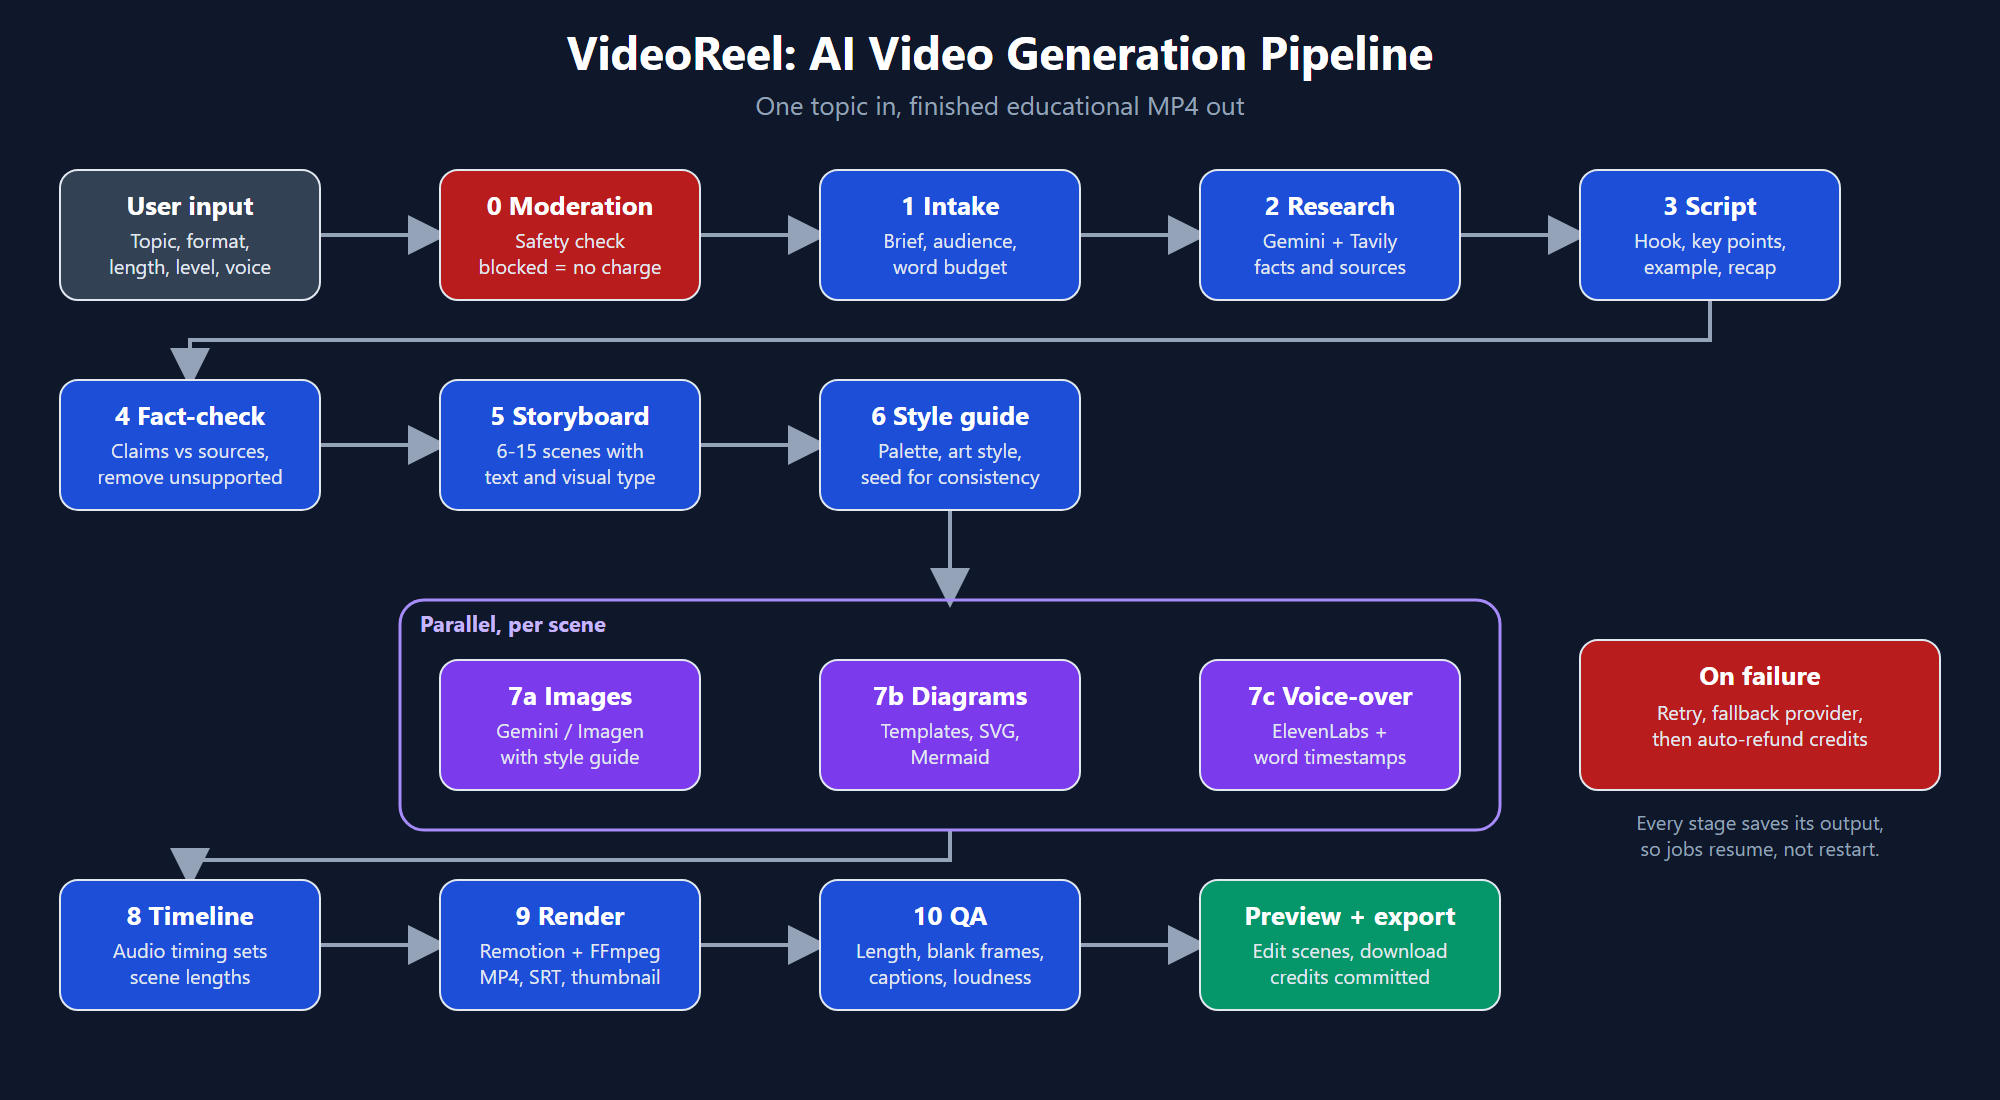 VideoReel: AI Video Generation Pipeline
One topic in, finished educational MP4 out
User input
Topic, format,
length, level, voice
0 Moderation
Safety check
blocked = no charge
1 Intake
Brief, audience,
word budget
2 Research
Gemini + Tavily
facts and sources
3 Script
Hook, key points,
example, recap
4 Fact-check
Claims vs sources,
remove unsupported
5 Storyboard
6-15 scenes with
text and visual type
6 Style guide
Palette, art style,
seed for consistency
Parallel, per scene
7a Images
Gemini / Imagen
with style guide
7b Diagrams
Templates, SVG,
Mermaid
7c Voice-over
ElevenLabs +
word timestamps
On failure
Retry, fallback provider,
then auto-refund credits
Every stage saves its output,
so jobs resume, not restart.
8 Timeline
Audio timing sets
scene lengths
9 Render
Remotion + FFmpeg
MP4, SRT, thumbnail
10 QA
Length, blank frames,
captions, loudness
Preview + export
Edit scenes, download
credits committed